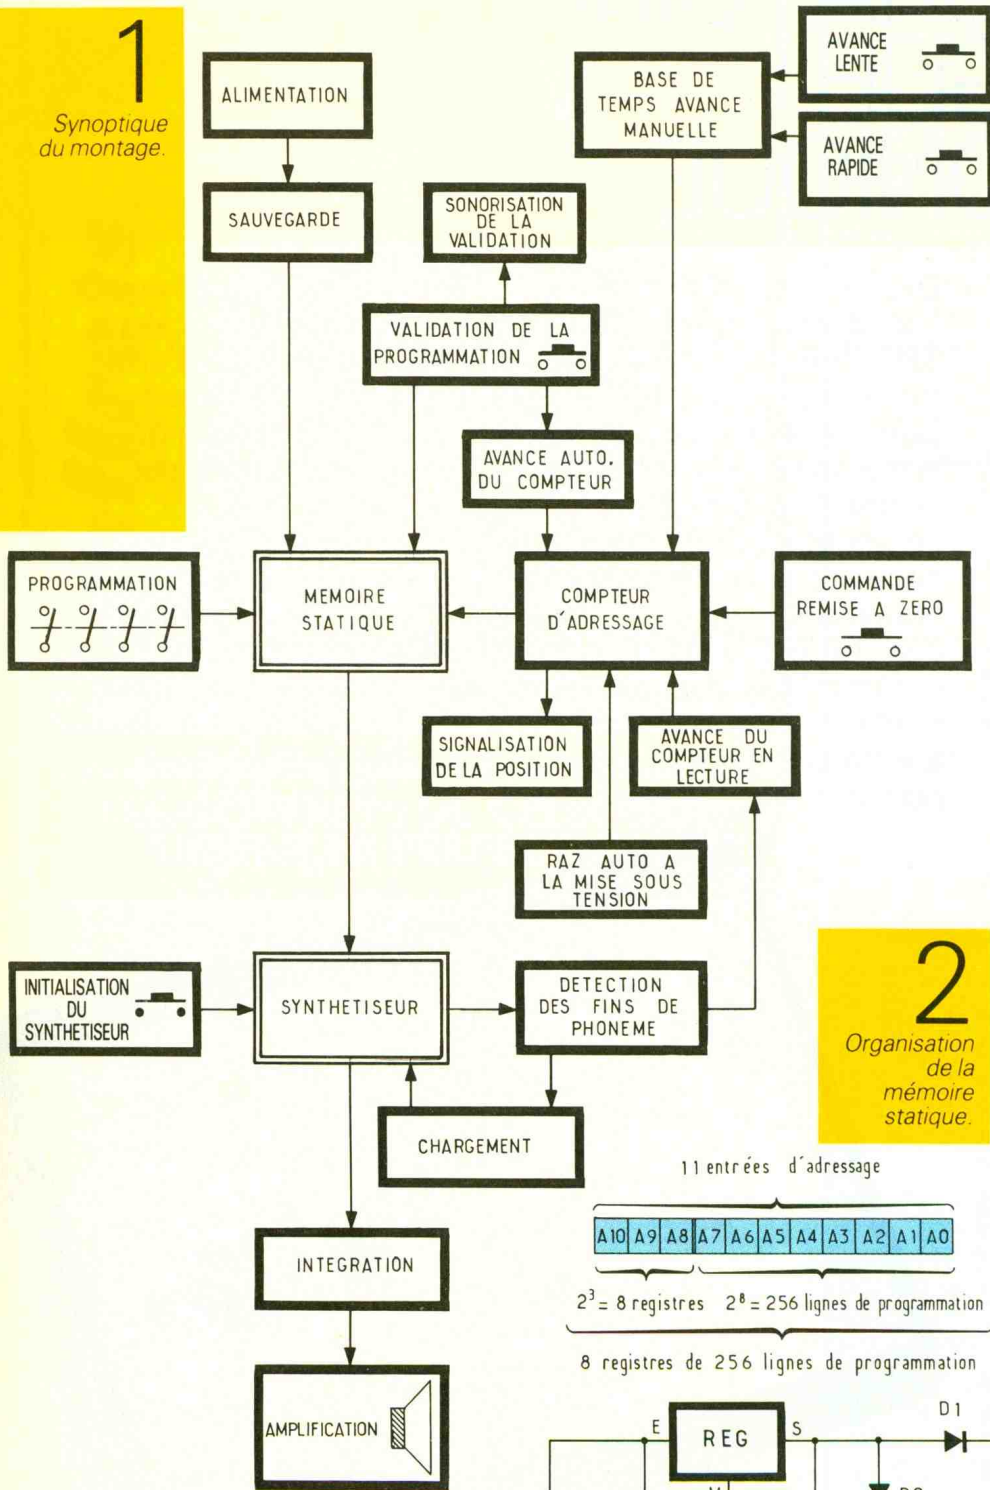 1
Synoptique
du montage.
ALIMENTATION
SAUVEGARDE
BASE DE
TEMPS AVANCE
MANUELLE
AVANCE
LENTE
AVANCE
RAPIDE
SONORISATION
DE LA
VALIDATION
VALIDATION DE LA
PROGRAMMATION
AVANCE AUTO.
DU COMPTEUR
PROGRAMMATION
MEMOIRE
STATIQUE
COMPTEUR
D'ADRESSAGE
COMMANDE
REMISE A ZERO
SIGNALISATION
DE LA POSITION
AVANCE DU
COMPTEUR EN
LECTURE
RAZ AUTO A
LA MISE SOUS
TENSION
INITIALISATION
DU
SYNTHETISEUR
SYNTHETISEUR
DETECTION
DES FINS DE
PHONEME
CHARGEMENT
INTEGRATION
AMPLIFICATION
2
Organisation
de la
mémoire
statique.
11 entrées d'adressage
A10 A9 A8 A7 A6 A5 A4 A3 A2 A1 A0
2³ = 8 registres 2⁸ = 256 lignes de programmation
8 registres de 256 lignes de programmation
E REG S D1